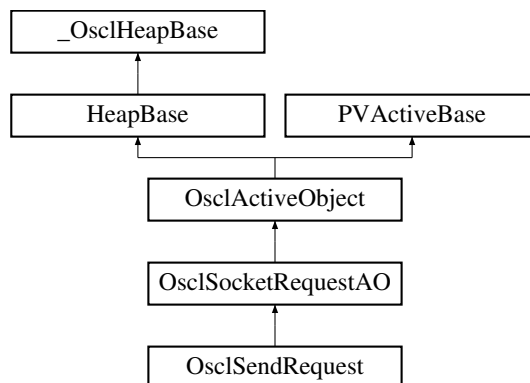 _OsclHeapBase
HeapBase
PVActiveBase
OsclActiveObject
OsclSocketRequestAO
OsclSendRequest